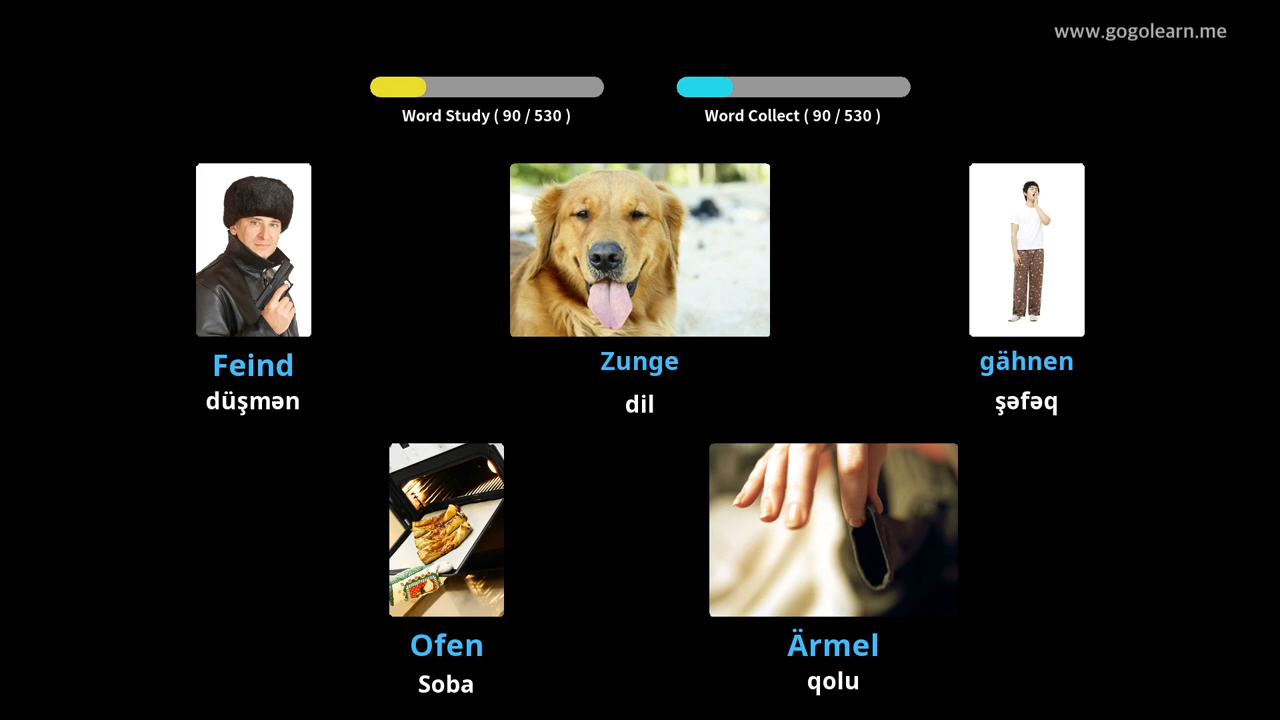 www.gogolearn.me
Word Study ( 90 / 530 )
Word Collect ( 90 / 530 )
Feind
düşmən
Zunge
dil
gähnen
şəfəq
Ofen
Soba
Ärmel
qolu